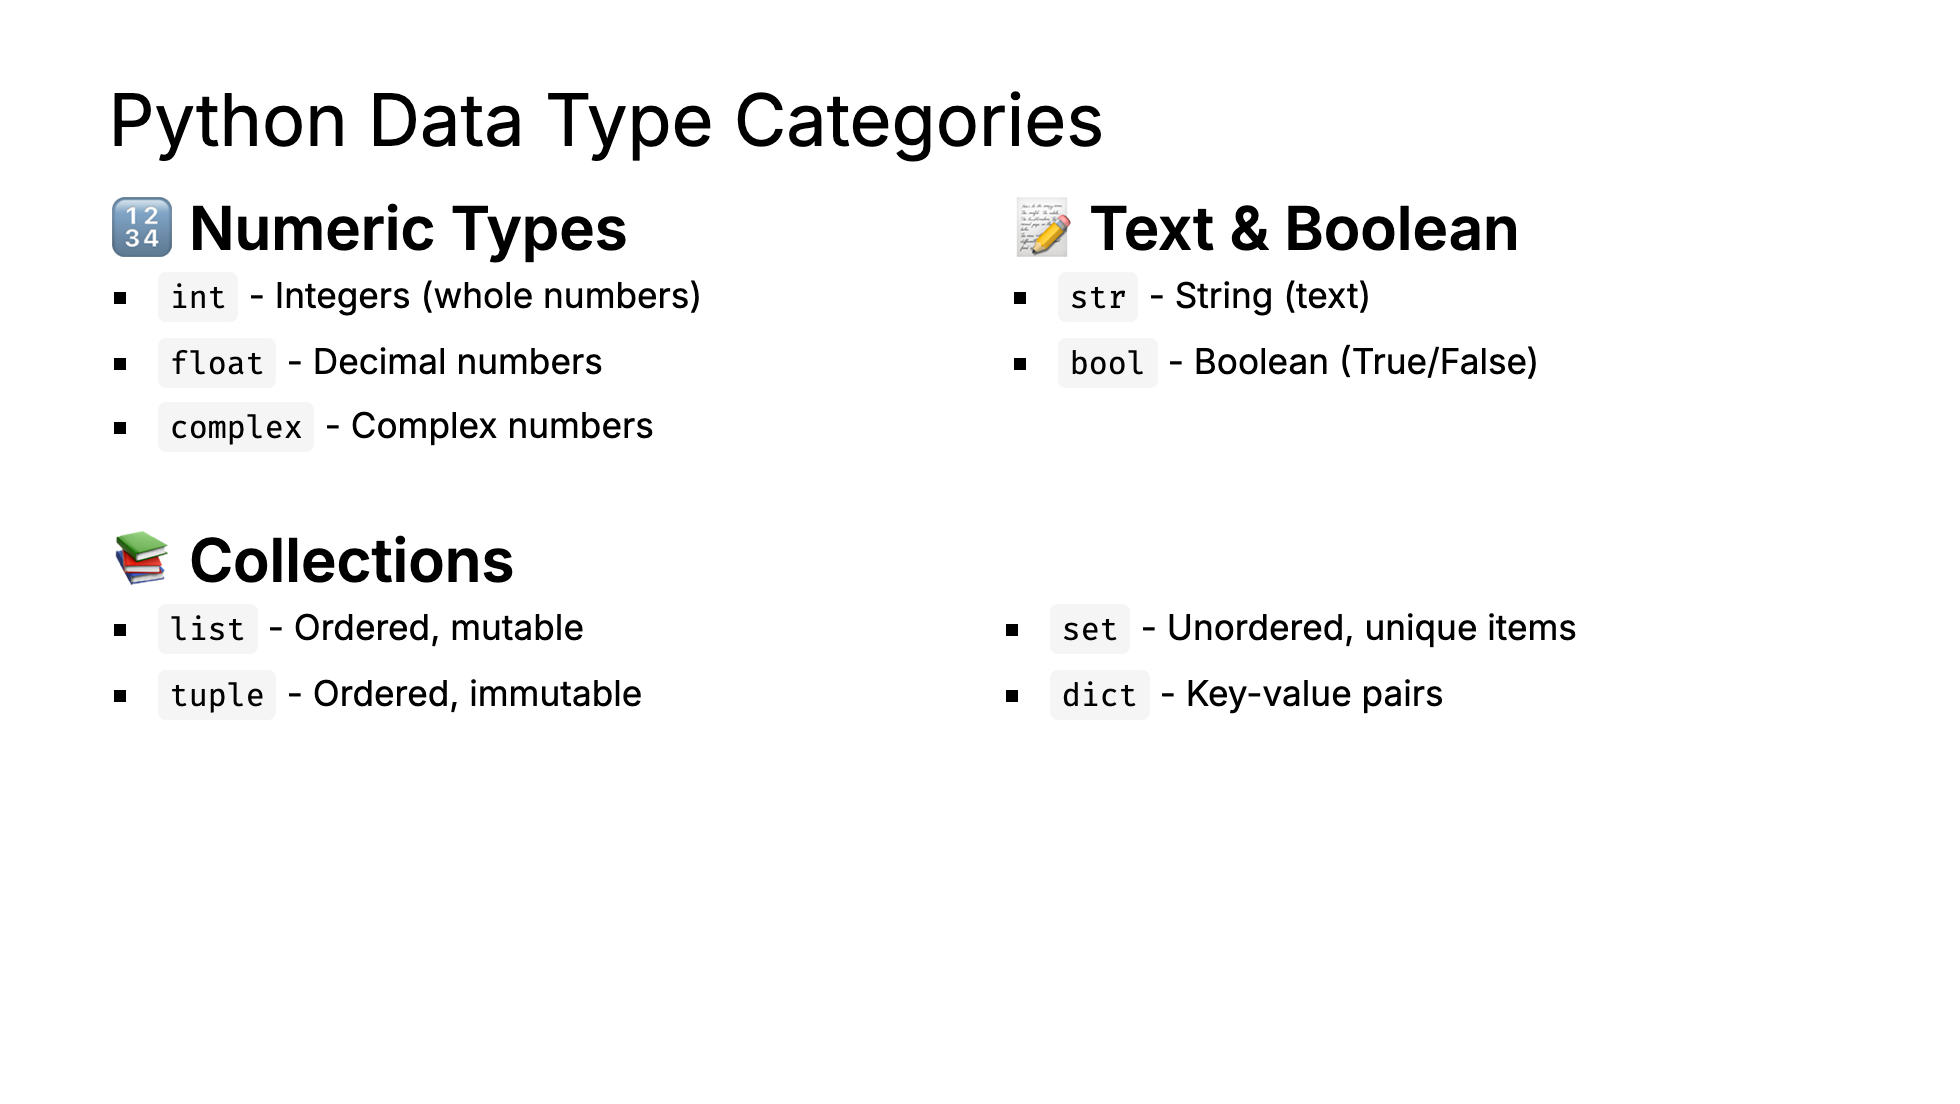 Python Data Type Categories
Numeric Types
int - Integers (whole numbers)
float - Decimal numbers
complex - Complex numbers
Text & Boolean
str - String (text)
bool - Boolean (True/False)
Collections
list - Ordered, mutable
tuple - Ordered, immutable
set - Unordered, unique items
dict - Key-value pairs